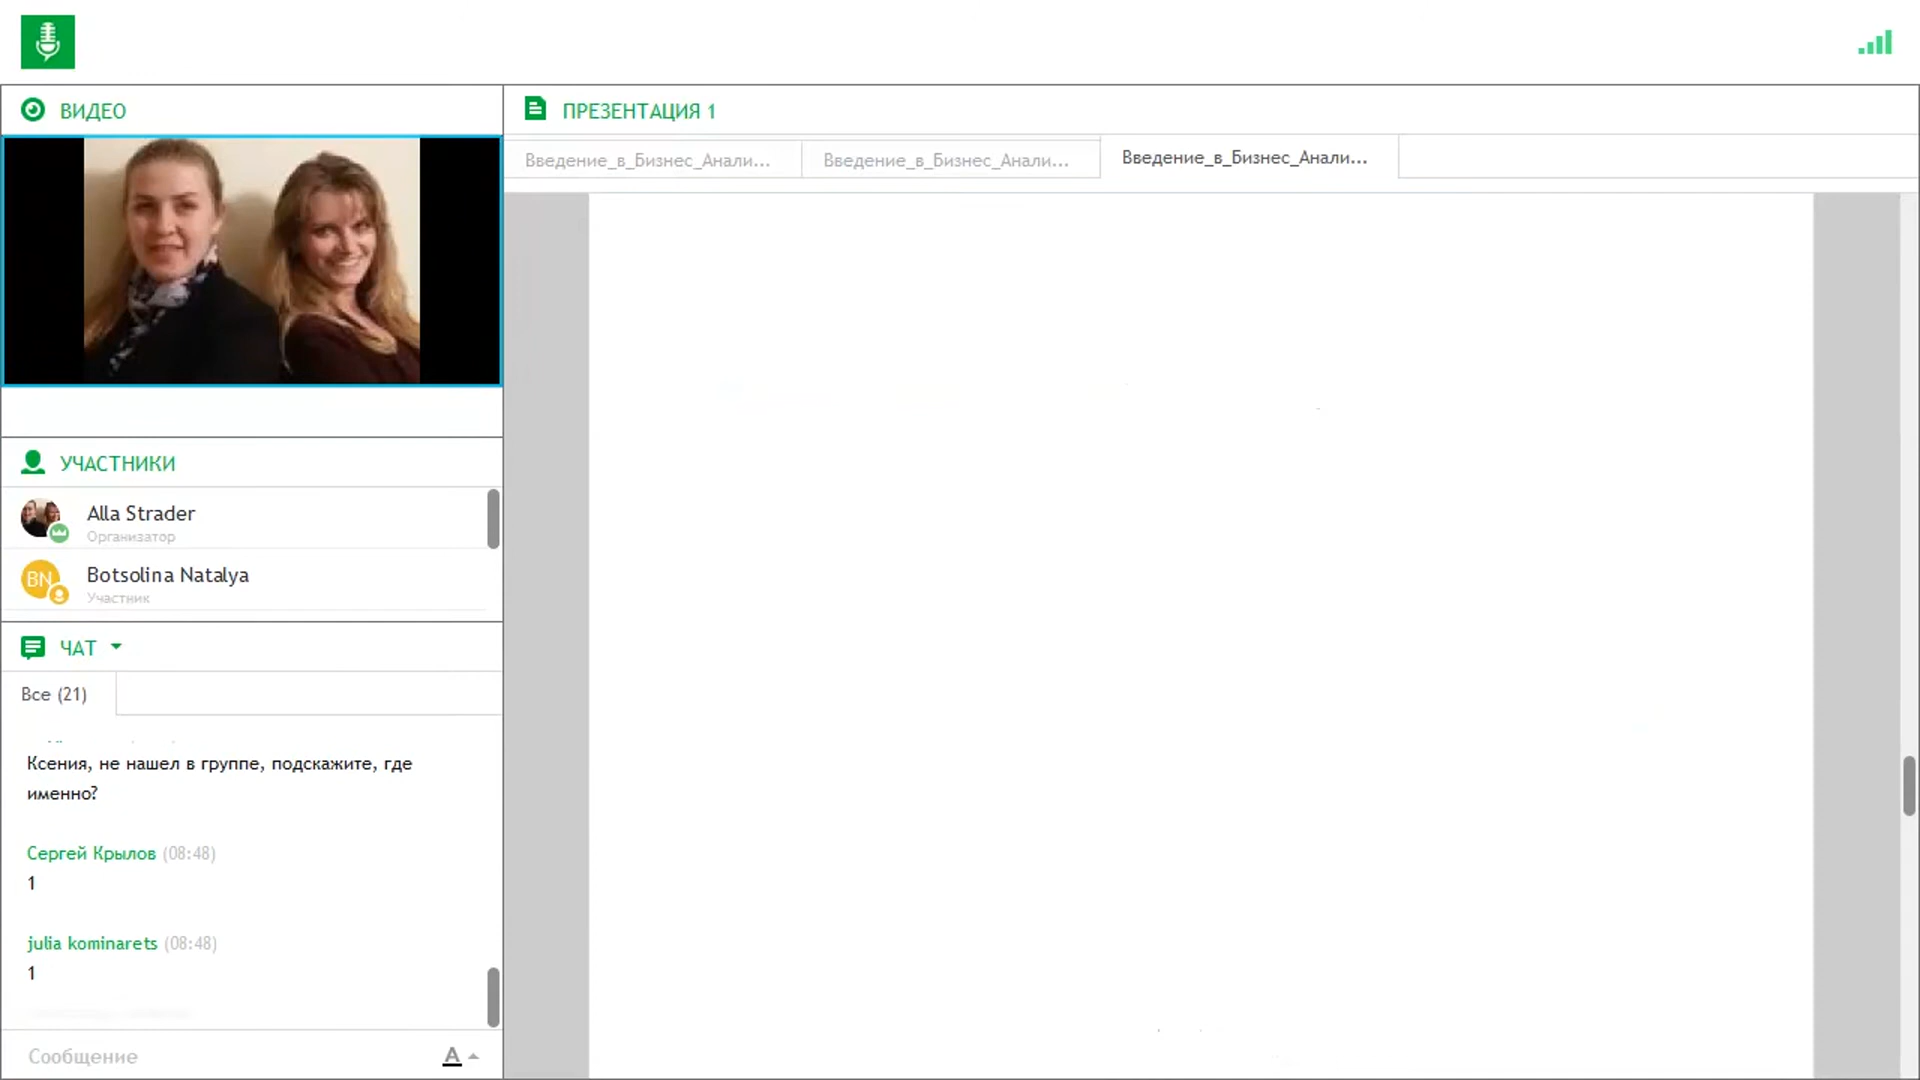 ВИДЕО
ПРЕЗЕНТАЦИЯ 1
Введение_в_Бизнес_Анали...
Введение_в_Бизнес_Анали...
Введение_в_Бизнес_Анали...
УЧАСТНИКИ
Alla Strader
Организатор
BN
Botsolina Natalya
Участник
ЧАТ
Все (21)
Ксения, не нашел в группе, подскажите, где
именно?
Сергей Крылов (08:48)
1
julia kominarets (08:48)
1
Сообщение
A